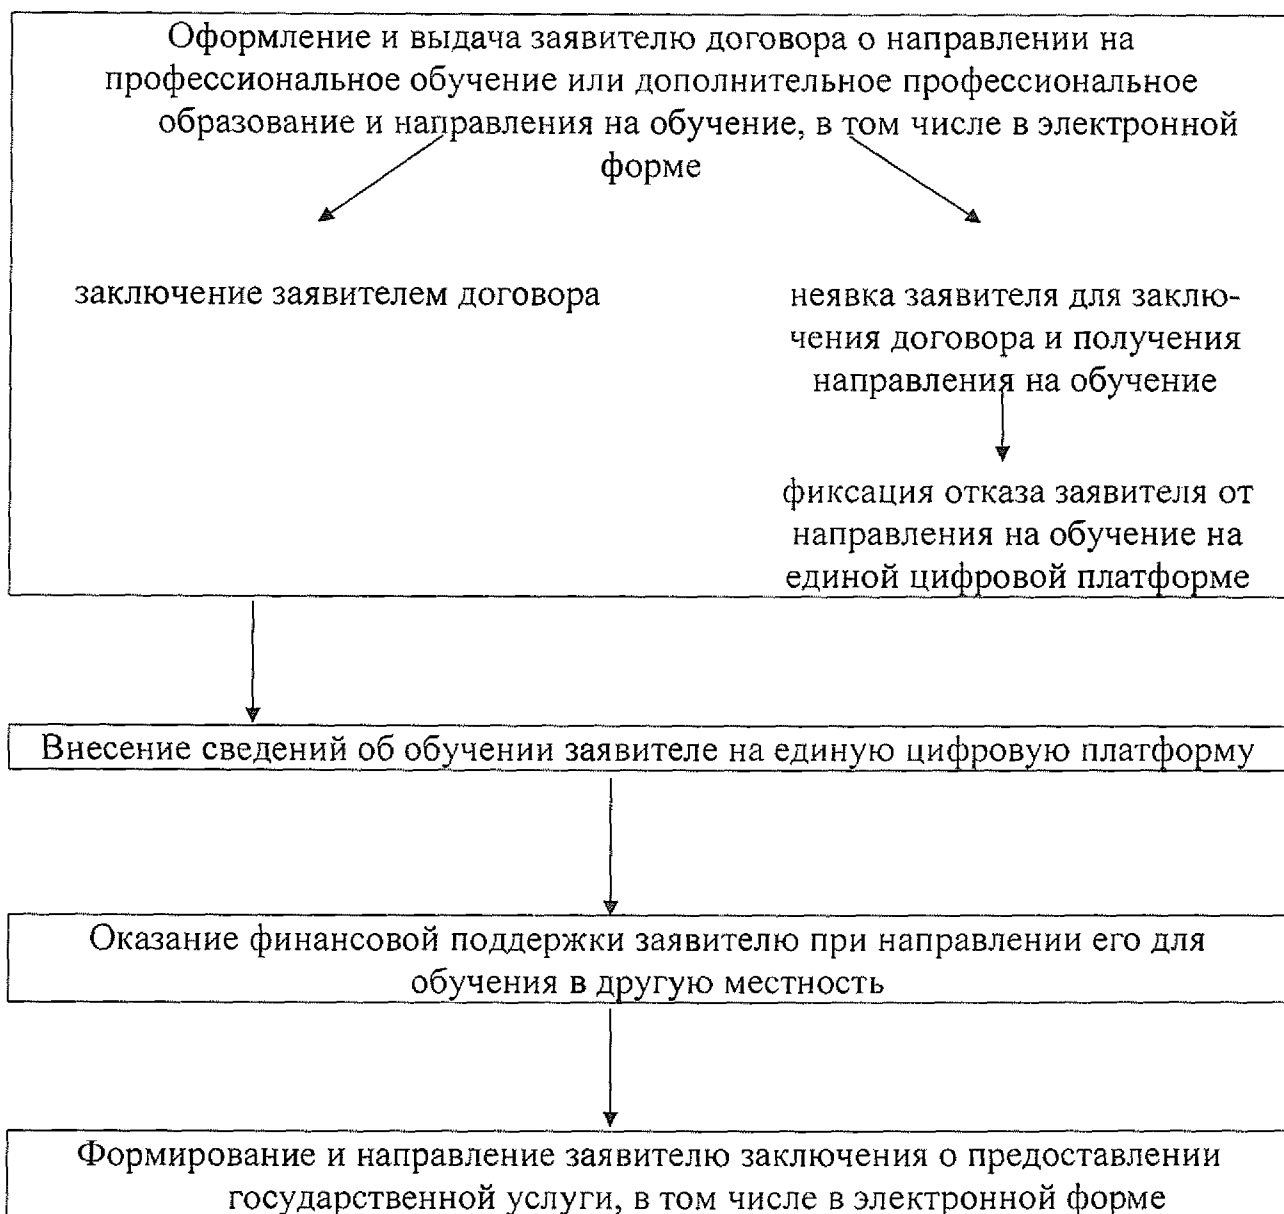 Оформление и выдача заявителю договора о направлении на
профессиональное обучение или дополнительное профессиональное
образование и направления на обучение, в том числе в электронной
форме
заключение заявителем договора
неявка заявителя для заклю-
чения договора и получения
направления на обучение
фиксация отказа заявителя от
направления на обучение на
единой цифровой платформе
Внесение сведений об обучении заявителе на единую цифровую платформу
Оказание финансовой поддержки заявителю при направлении его для
обучения в другую местность
Формирование и направление заявителю заключения о предоставлении
государственной услуги, в том числе в электронной форме